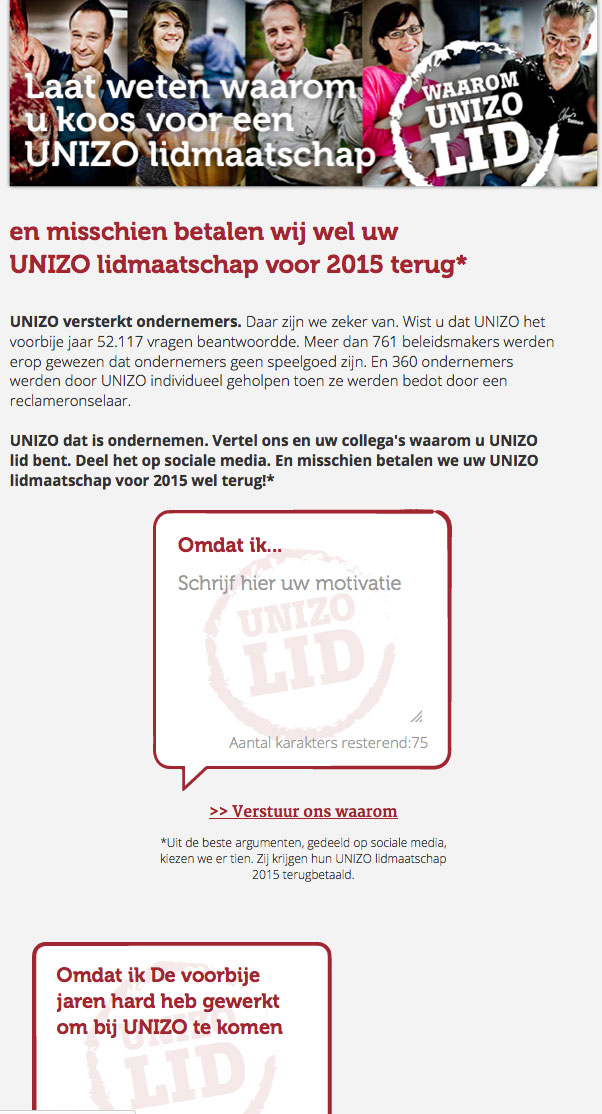 Laat weten waarom
u koos voor een
UNIZO lidmaatschap
WAAROM
UNIZO
LID
en misschien betalen wij wel uw
UNIZO lidmaatschap voor 2015 terug*
UNIZO versterkt ondernemers. Daar zijn we zeker van. Wist u dat UNIZO het
voorbije jaar 52.117 vragen beantwoordde. Meer dan 761 beleidsmakers werden
erop gewezen dat ondernemers geen speelgoed zijn. En 360 ondernemers
werden door UNIZO individueel geholpen toen ze werden bedot door een
reclameronselaar.
UNIZO dat is ondernemen. Vertel ons en uw collega's waarom u UNIZO
lid bent. Deel het op sociale media. En misschien betalen we uw UNIZO
lidmaatschap voor 2015 wel terug!*
Omdat ik...
Schrijf hier uw motivatie
UNIZO
LID
Aantal karakters resterend:75
>> Verstuur ons waarom
*Uit de beste argumenten, gedeeld op sociale media,
kiezen we er tien. Zij krijgen hun UNIZO lidmaatschap
2015 terugbetaald.
Omdat ik De voorbije
jaren hard heb gewerkt
om bij UNIZO te komen
UNIZO
LID